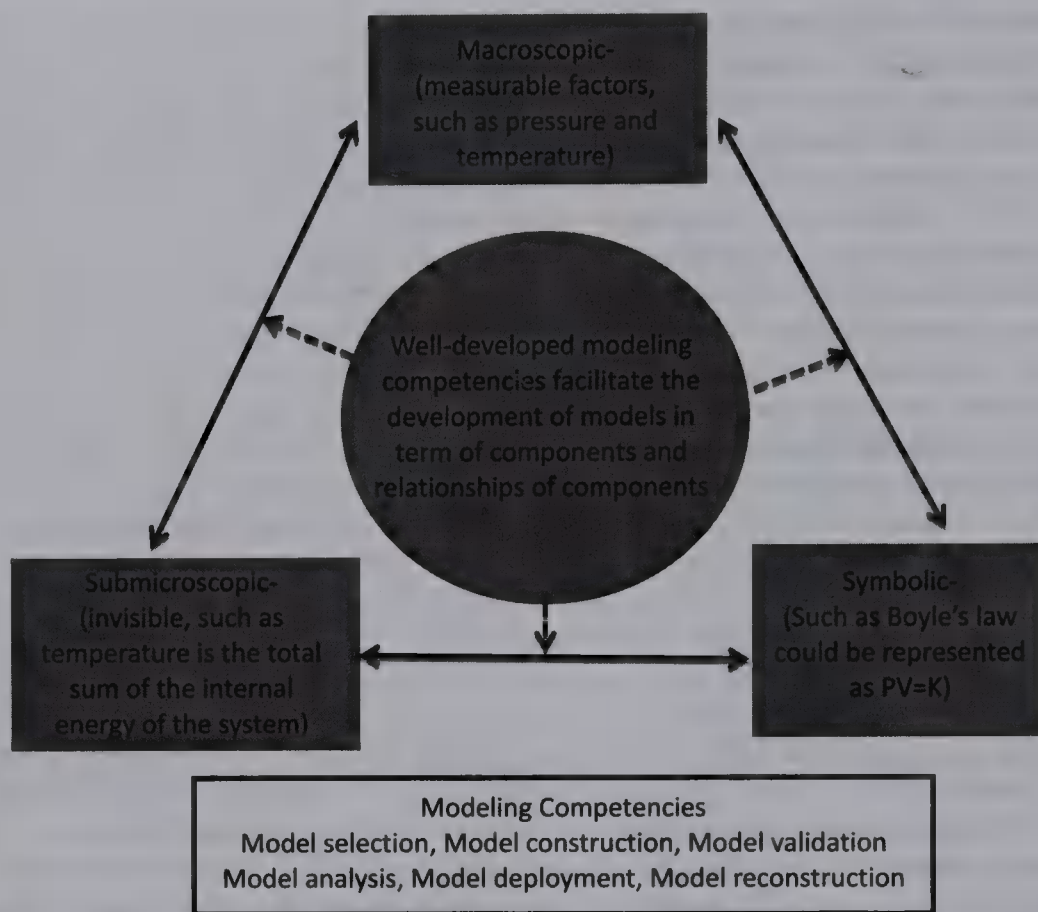 Macroscopic-
(measurable factors,
such as pressure and
temperature)
Well-developed modeling
competencies facilitate the
development of models in
term of components and
relationships of components
Submicroscopic-
(invisible, such as
temperature is the total
sum of the internal
energy of the system)
Symbolic-
(Such as Boyle's law
could be represented
as PV=K)
Modeling Competencies
Model selection, Model construction, Model validation
Model analysis, Model deployment, Model reconstruction